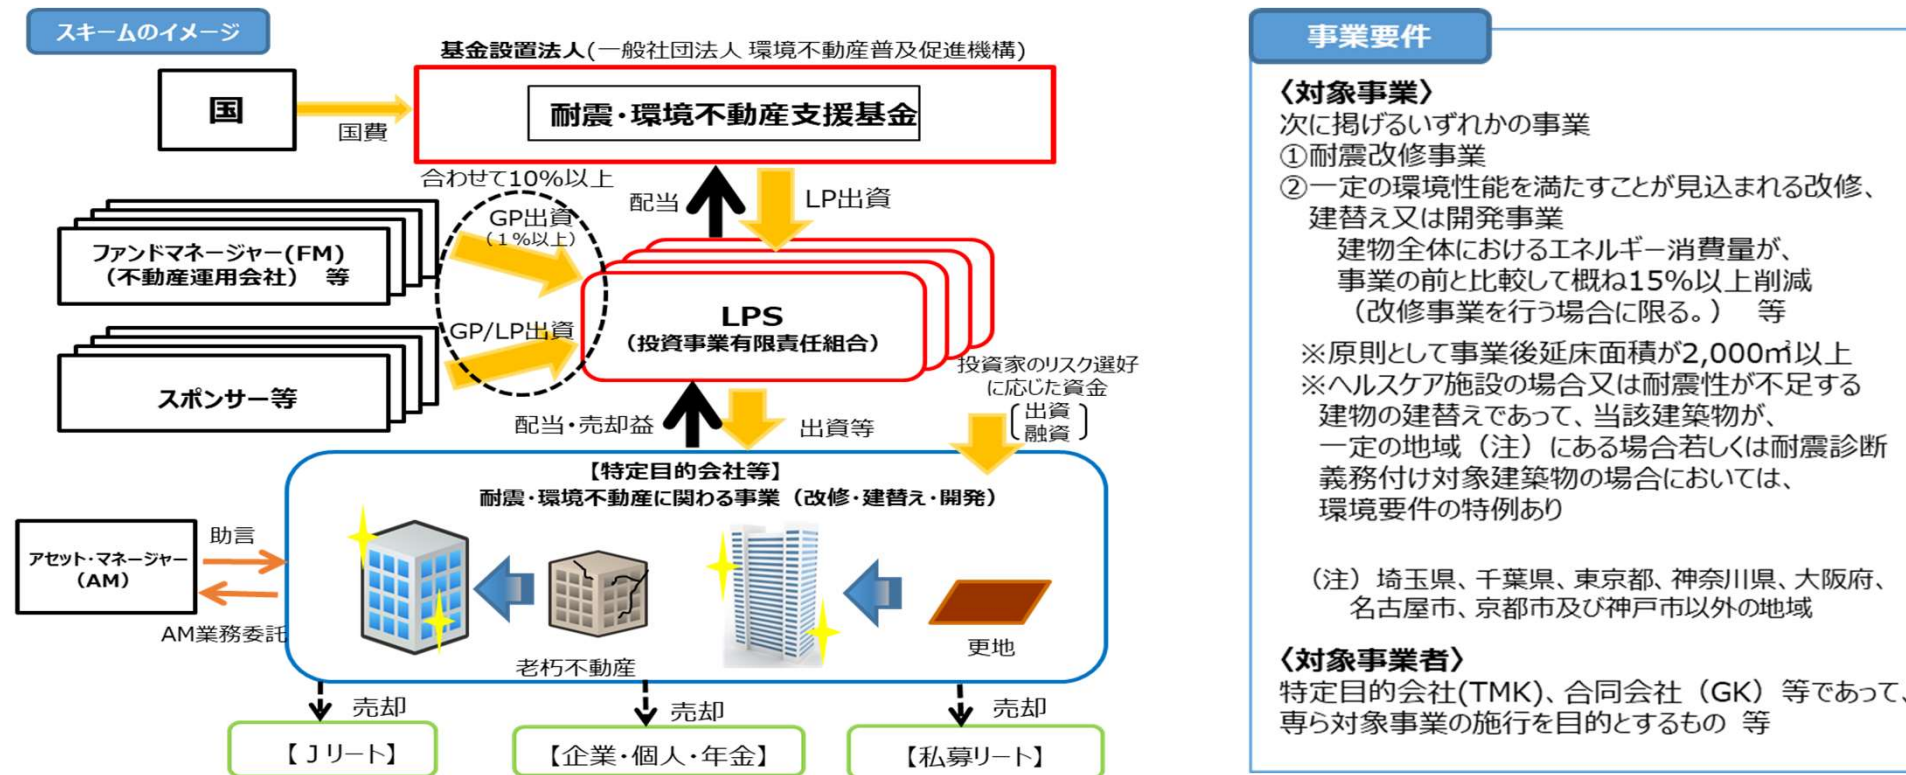 スキームのイメージ
基金設置法人(一般社団法人 環境不動産普及促進機構)
国
国費
耐震・環境不動産支援基金
合わせて10%以上
配当
LP出資
GP出資
(1%以上)
ファンドマネージャー(FM)
(不動産運用会社) 等
GP/LP出資
スポンサー等
LPS
(投資事業有限責任組合)
投資家のリスク選好
に応じた資金
出資
融資
配当・売却益
出資等
【特定目的会社等】
耐震・環境不動産に関わる事業(改修・建替え・開発)
アセット・マネージャー
(AM)
助言
AM業務委託
老朽不動産
更地
売却
売却
売却
【Jリート】
【企業・個人・年金】
【私募リート】
事業要件
〈対象事業〉
次に掲げるいずれかの事業
①耐震改修事業
②一定の環境性能を満たすことが見込まれる改修、
建替え又は開発事業
建物全体におけるエネルギー消費量が、
事業の前と比較して概ね15%以上削減
(改修事業を行う場合に限る。) 等
※原則として事業後延床面積が2,000㎡以上
※ヘルスケア施設の場合又は耐震性が不足する
建物の建替えであって、当該建築物が、
一定の地域(注)にある場合若しくは耐震診断
義務付け対象建築物の場合においては、
環境要件の特例あり
(注)埼玉県、千葉県、東京都、神奈川県、大阪府、
名古屋市、京都市及び神戸市以外の地域
〈対象事業者〉
特定目的会社(TMK)、合同会社(GK)等であって、
専ら対象事業の施行を目的とするもの 等